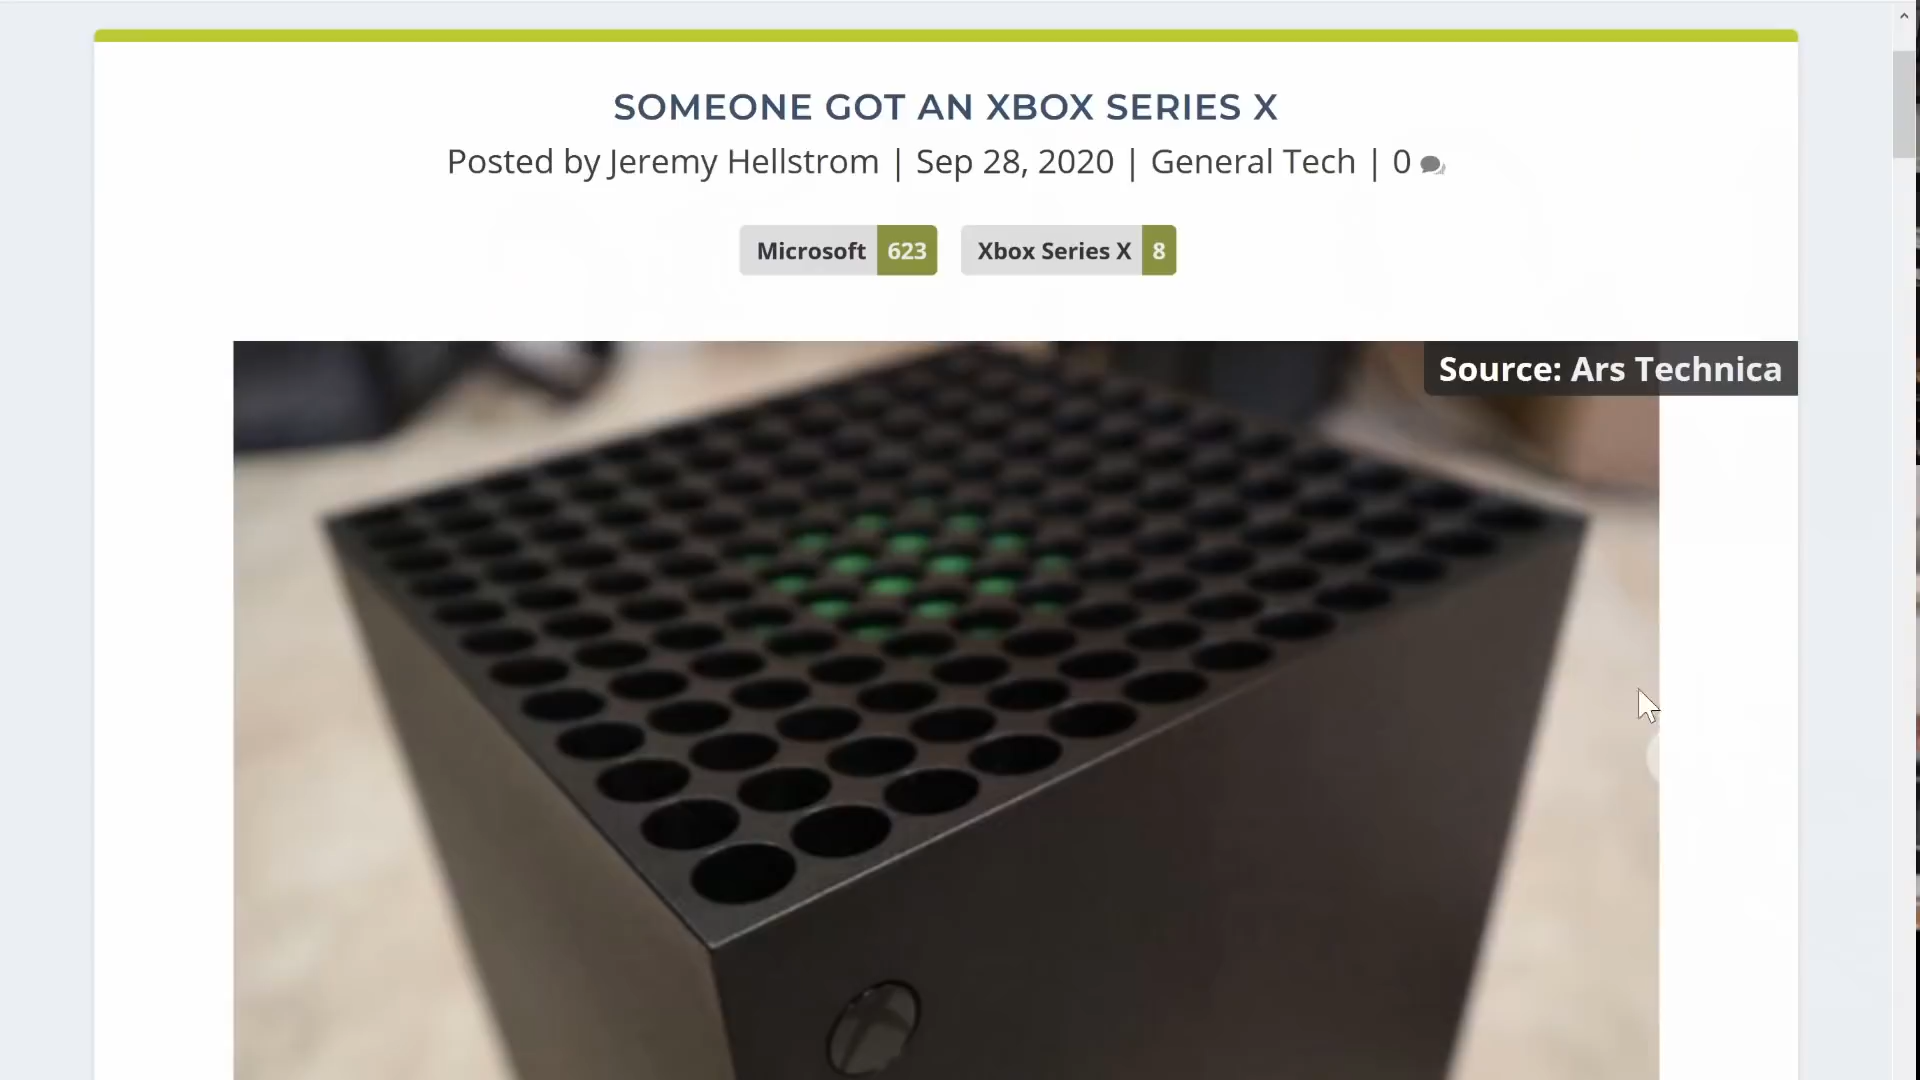 SOMEONE GOT AN XBOX SERIES X
Posted by Jeremy Hellstrom | Sep 28, 2020 | General Tech | 0
Microsoft 623 Xbox Series X 8
Source: Ars Technica